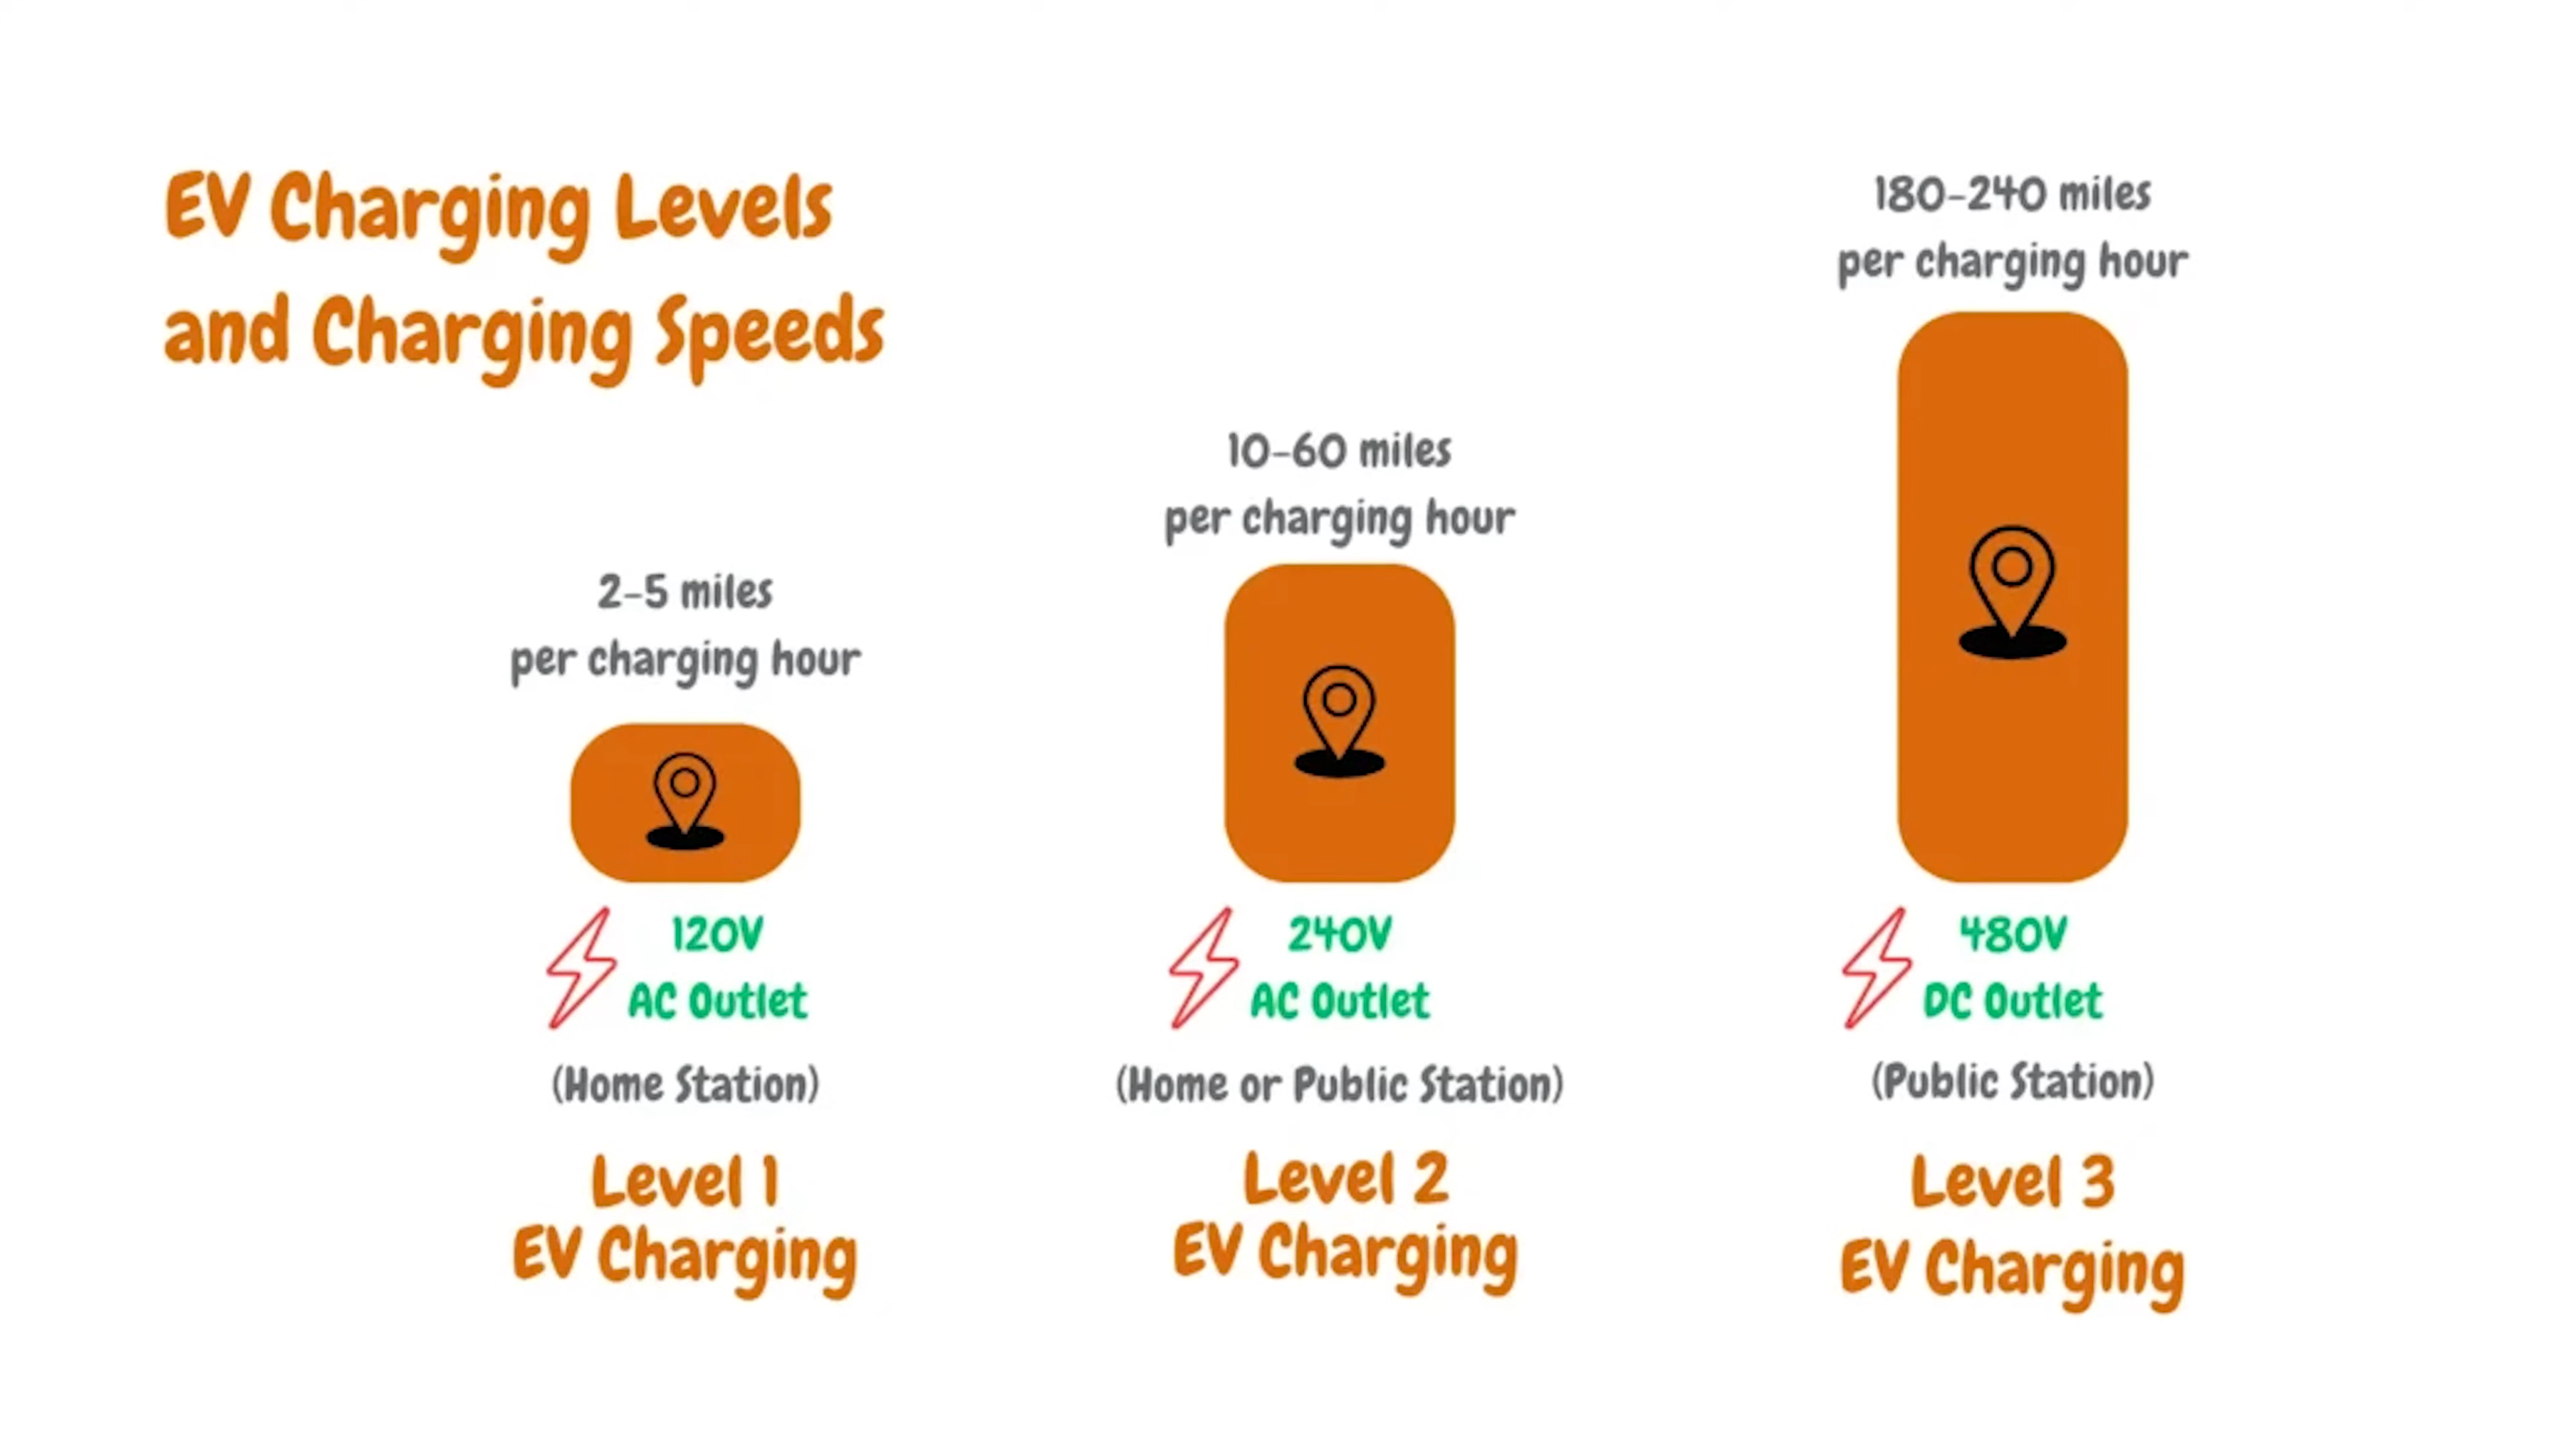 EV Charging Levels
and Charging Speeds
2-5 miles
per charging hour
120V
AC Outlet
(Home Station)
Level 1
EV Charging
10-60 miles
per charging hour
240V
AC Outlet
(Home or Public Station)
Level 2
EV Charging
180-240 miles
per charging hour
480V
DC Outlet
(Public Station)
Level 3
EV Charging